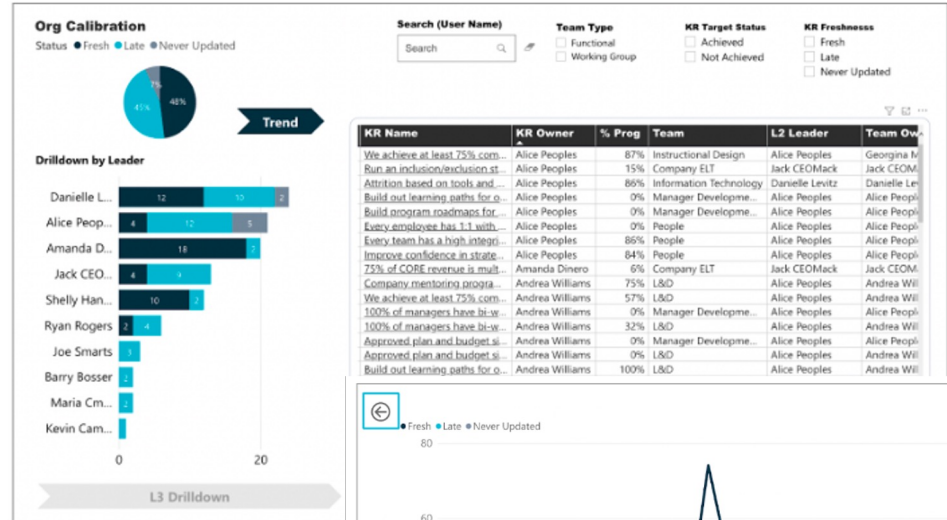 Org Calibration
Status Fresh Late Never Updated
48%
45%
7%
Trend
Drilldown by Leader
Danielle L... 12 10 2
Alice Peop... 4 12 5
Amanda D... 18 2
Jack CEO... 4 9
Shelly Han... 10 2
Ryan Rogers 2 4
Joe Smarts 3
Barry Bosser 2
Maria Cm... 2
Kevin Cam...
0 20
L3 Drilldown
Search (User Name)
Search
Team Type
Functional
Working Group
KR Target Status
Achieved
Not Achieved
KR Freshnesss
Fresh
Late
Never Updated
KR Name KR Owner % Prog Team L2 Leader Team Ow
We achieve at least 75% com... Alice Peoples 87% Instructional Design Alice Peoples Georgina M
Run an inclusion/exclusion st... Alice Peoples 15% Company ELT Jack CEOMack Jack CEOM
Attrition based on tools and ... Alice Peoples 86% Information Technology Danielle Levitz Danielle Lev
Build out learning paths for o... Alice Peoples 0% Manager Developme... Alice Peoples Alice Peopl
Build program roadmaps for ... Alice Peoples 0% Manager Developme... Alice Peoples Alice Peopl
Every employee has 1:1 with ... Alice Peoples 0% People Alice Peoples Alice Peopl
Every team has a high integri... Alice Peoples 86% People Alice Peoples Alice Peopl
Improve confidence in strate... Alice Peoples 84% People Alice Peoples Alice Peopl
75% of CORE revenue is mult... Amanda Dinero 6% Company ELT Jack CEOMack Jack CEOM
Company mentoring progra... Andrea Williams 75% L&D Alice Peoples Andrea Wil
We achieve at least 75% com... Andrea Williams 57% L&D Alice Peoples Andrea Wil
100% of managers have bi-w... Andrea Williams 0% Manager Developme... Alice Peoples Alice Peopl
100% of managers have bi-w... Andrea Williams 32% L&D Alice Peoples Andrea Wil
Approved plan and budget si... Andrea Williams 0% Manager Developme... Alice Peoples Alice Peopl
Approved plan and budget si... Andrea Williams 0% L&D Alice Peoples Andrea Wil
Build out learning paths for o... Andrea Williams 100% L&D Alice Peoples Andrea Wil
Fresh Late Never Updated
80
60